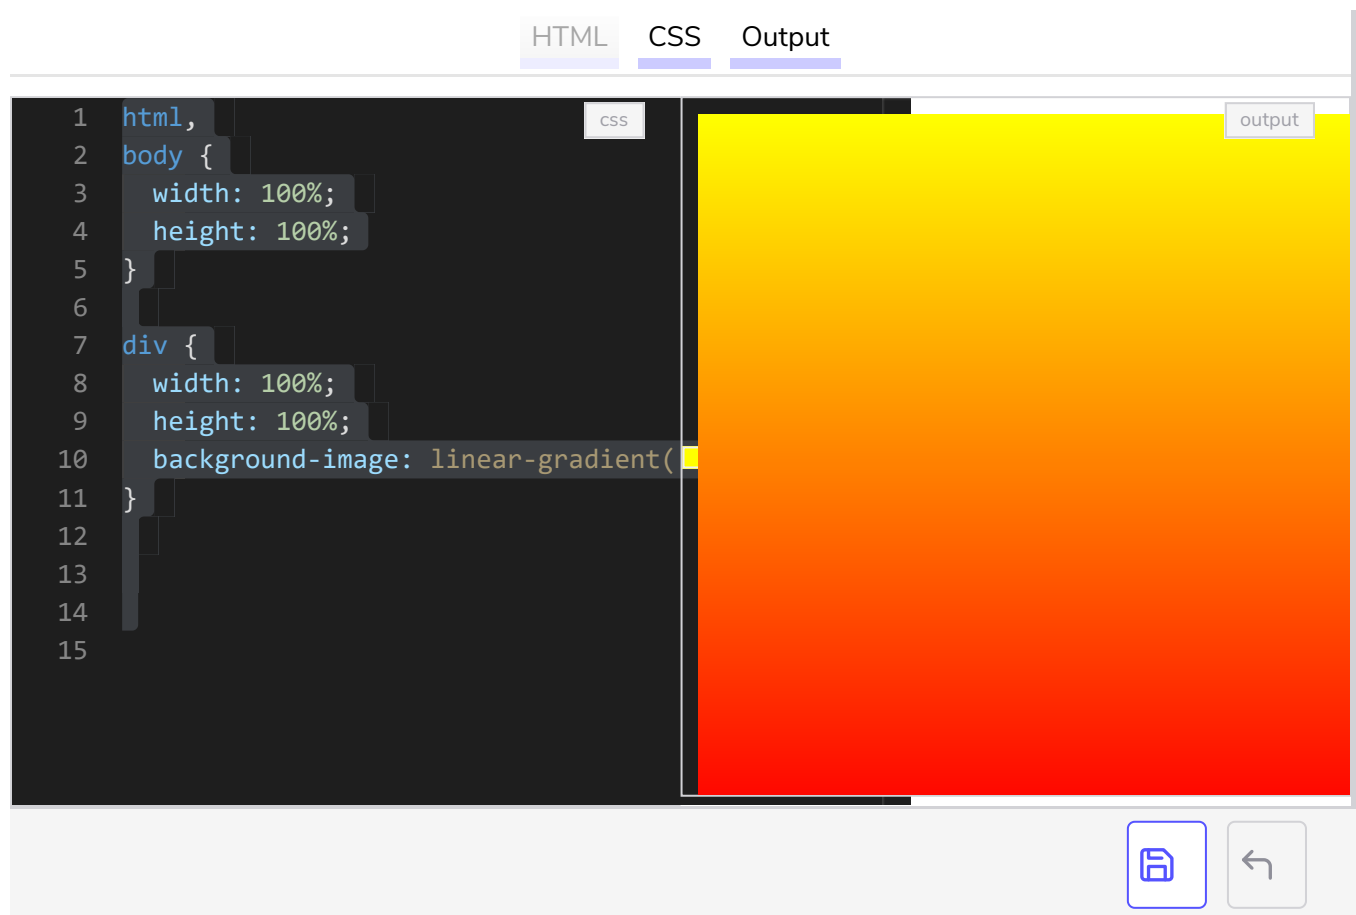 HTML CSS Output
css
output
1 html,
2 body {
3   width: 100%;
4   height: 100%;
5 }
6
7 div {
8   width: 100%;
9   height: 100%;
10   background-image: linear-gradient(
11 }
12
13
14
15